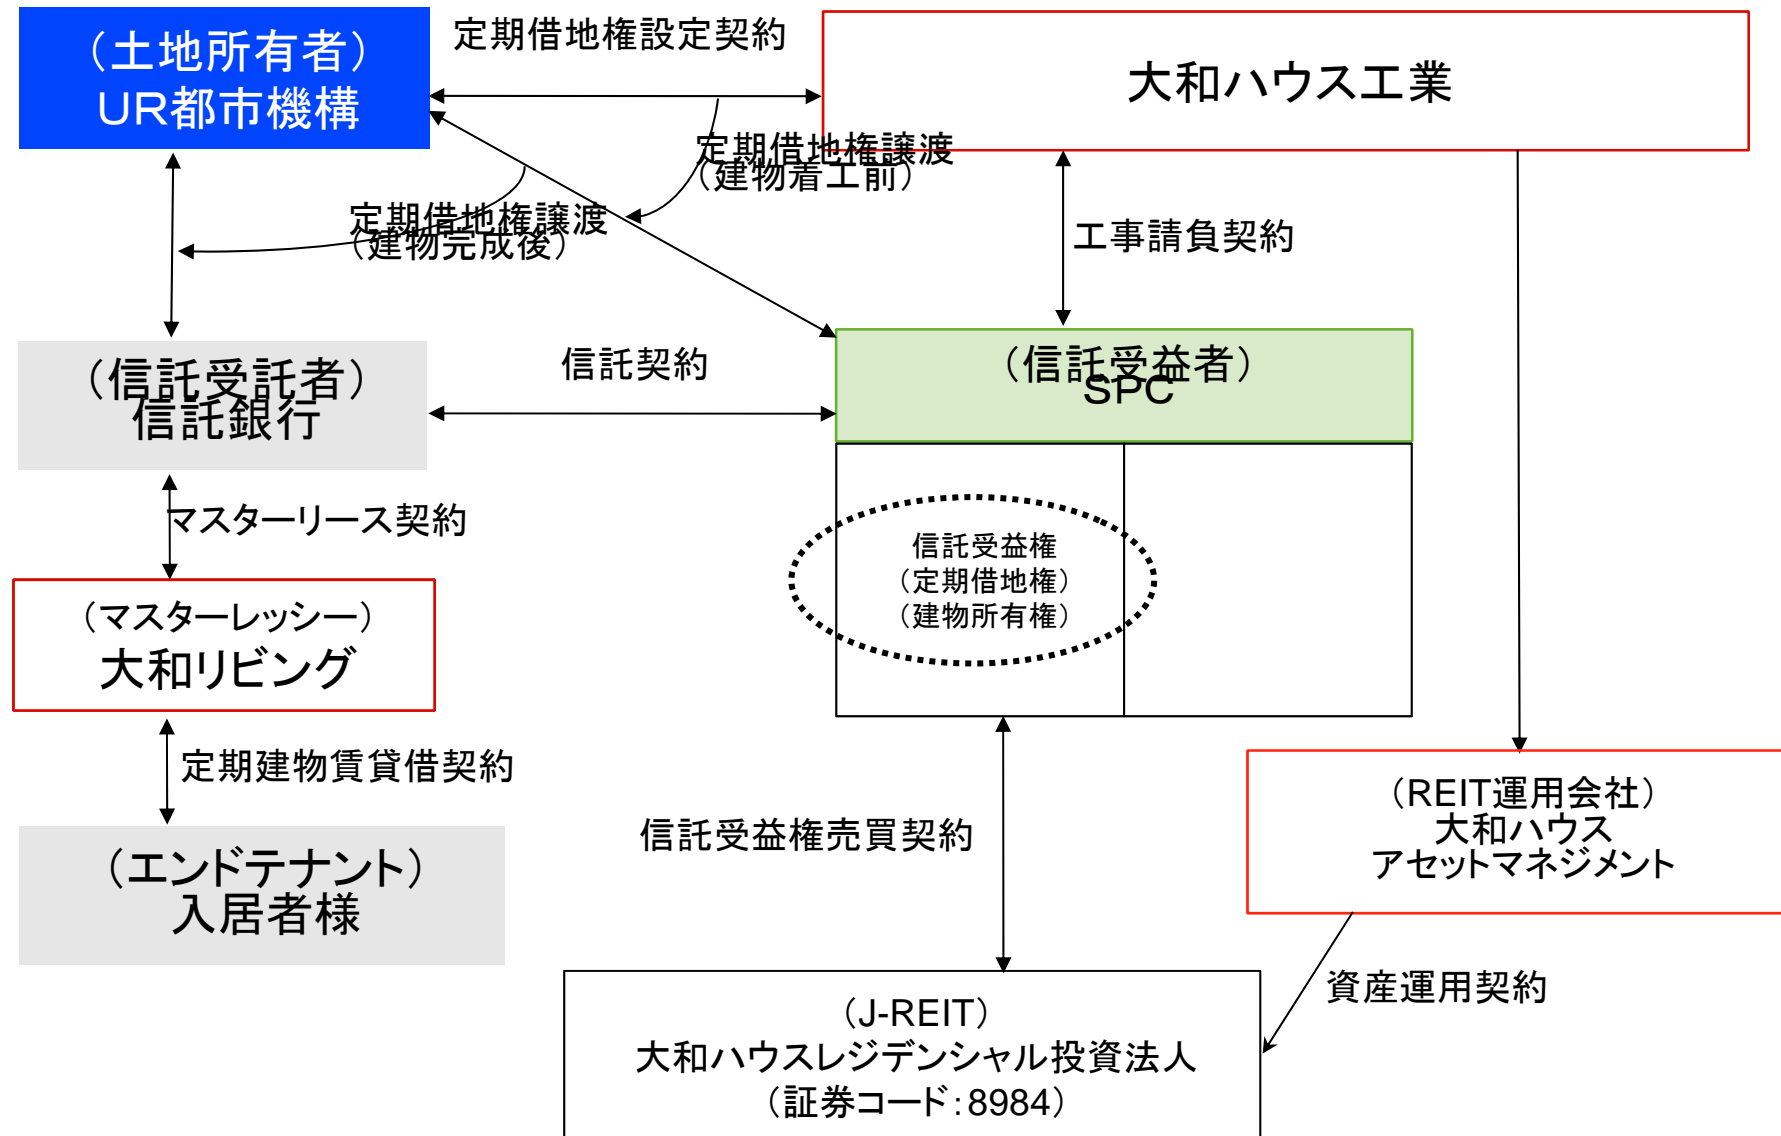 （土地所有者）
UR都市機構
定期借地権設定契約
大和ハウス工業
定期借地権譲渡
（建物着工前）
定期借地権譲渡
（建物完成後）
工事請負契約
（信託受託者）
信託銀行
信託契約
（信託受益者）
SPC
マスターリース契約
信託受益権
（定期借地権）
（建物所有権）
（マスターレッシー）
大和リビング
定期建物賃貸借契約
（エンドテナント）
入居者様
信託受益権売買契約
（REIT運用会社）
大和ハウス
アセットマネジメント
資産運用契約
（J-REIT）
大和ハウスレジデンシャル投資法人
（証券コード：8984）